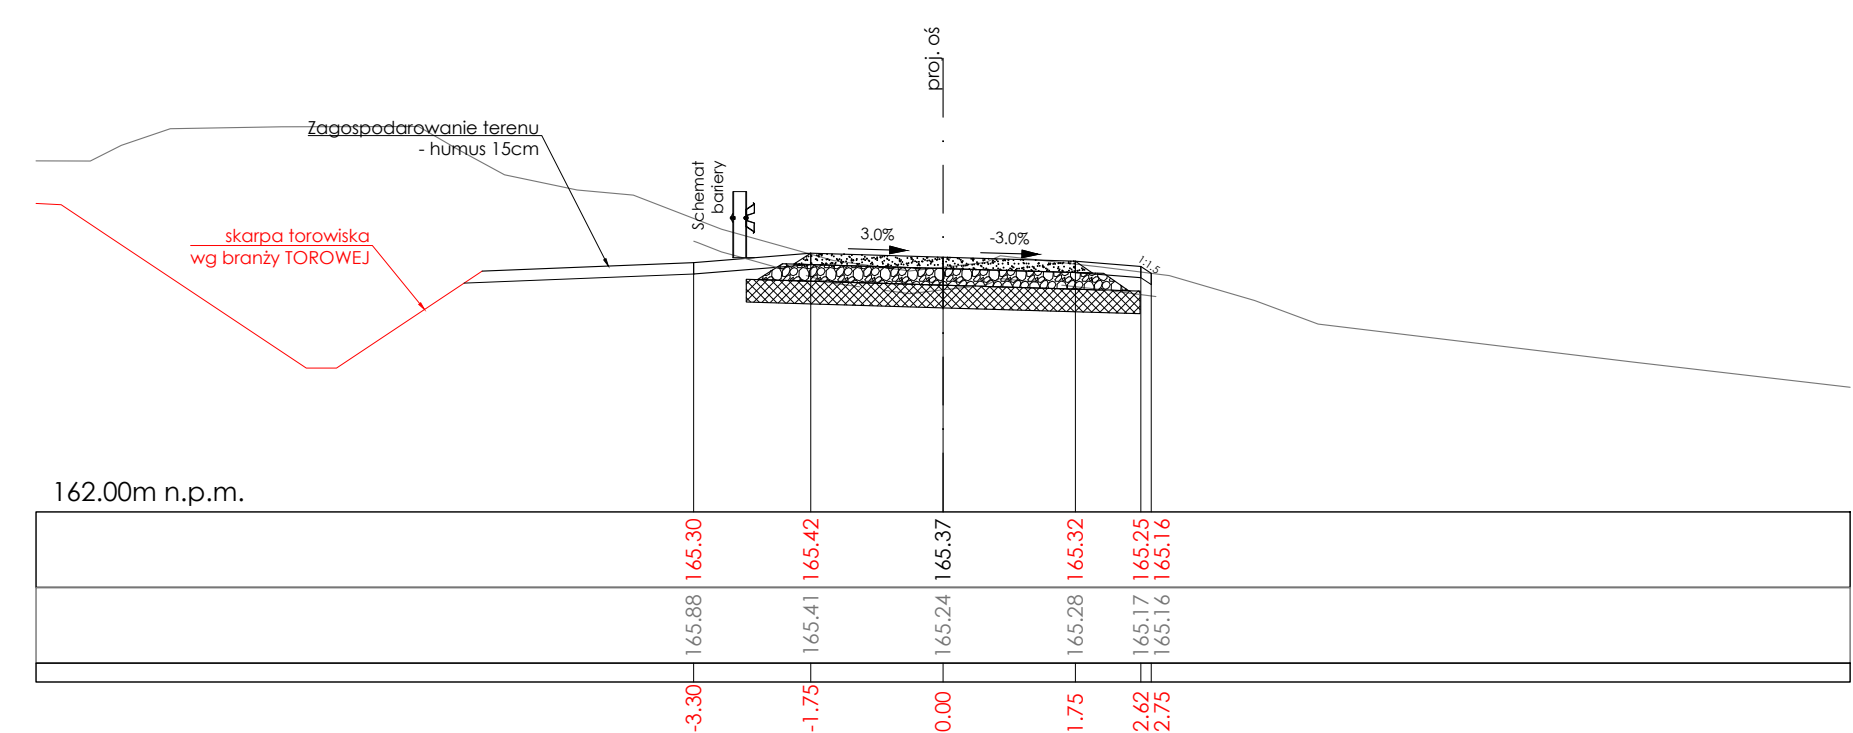 proj. oś
Zagospodarowanie terenu
- humus 15cm
Schemat
bariery
skarpa torowiska
wg branży TOROWEJ
3.0%
-3.0%
1:1.5
162.00m n.p.m.
165.30 165.42 165.37 165.32 165.25 165.16
165.88 165.41 165.24 165.28 165.17 165.16
-3.30 -1.75 0.00 1.75 2.62 2.75